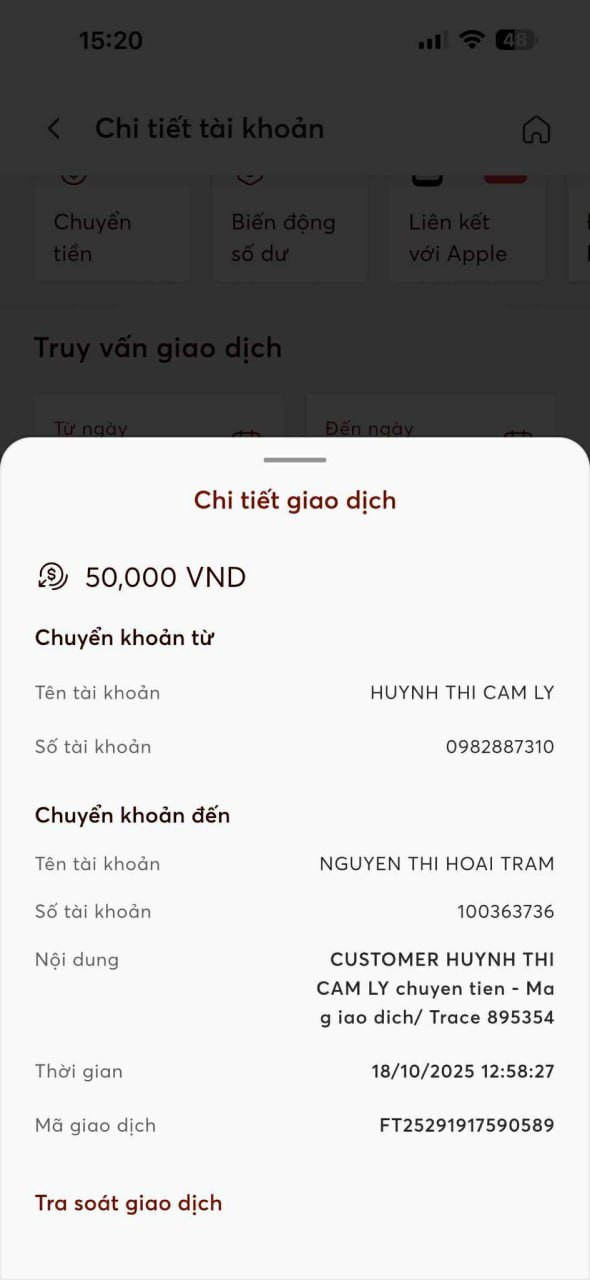 15:20
48
Chi tiết tài khoản
Chuyển
tiền
Biến động
số dư
Liên kết
với Apple
Truy vấn giao dịch
Từ ngày
Đến ngày
Chi tiết giao dịch
50,000 VND
Chuyển khoản từ
Tên tài khoản HUYNH THI CAM LY
Số tài khoản 0982887310
Chuyển khoản đến
Tên tài khoản NGUYEN THI HOAI TRAM
Số tài khoản 100363736
Nội dung CUSTOMER HUYNH THI
CAM LY chuyen tien - Ma
g iao dich/ Trace 895354
Thời gian 18/10/2025 12:58:27
Mã giao dịch FT25291917590589
Tra soát giao dịch